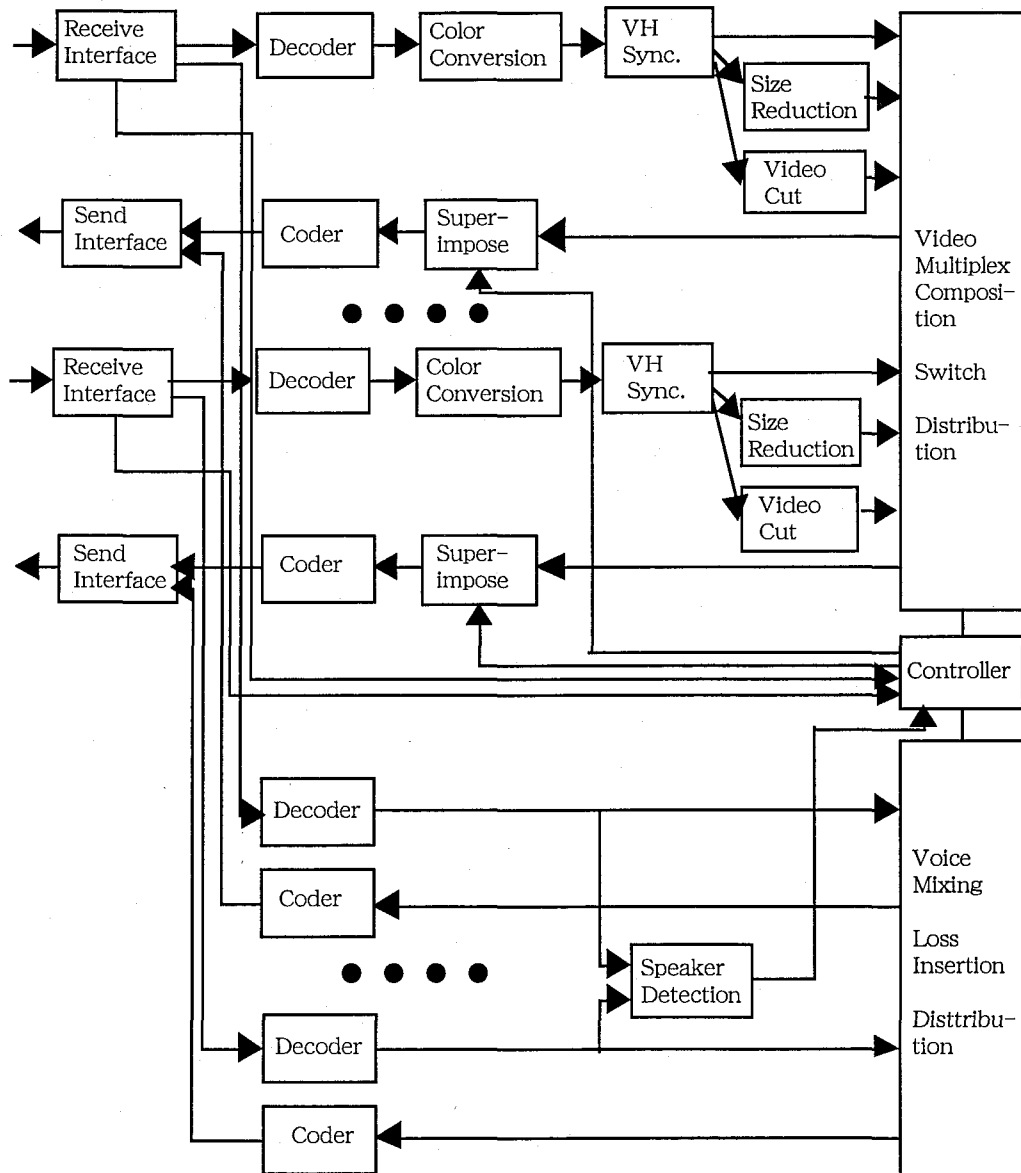 Receive
Interface
Decoder
Color
Conversion
VH
Sync.
Size
Reduction
Video
Cut
Send
Interface
Coder
Super-
impose
Video
Multiplex
Composi-
tion
Switch
Distribu-
tion
Receive
Interface
Decoder
Color
Conversion
VH
Sync.
Size
Reduction
Video
Cut
Send
Interface
Coder
Super-
impose
Controller
Decoder
Coder
Speaker
Detection
Decoder
Coder
Voice
Mixing
Loss
Insertion
Disttribu-
tion